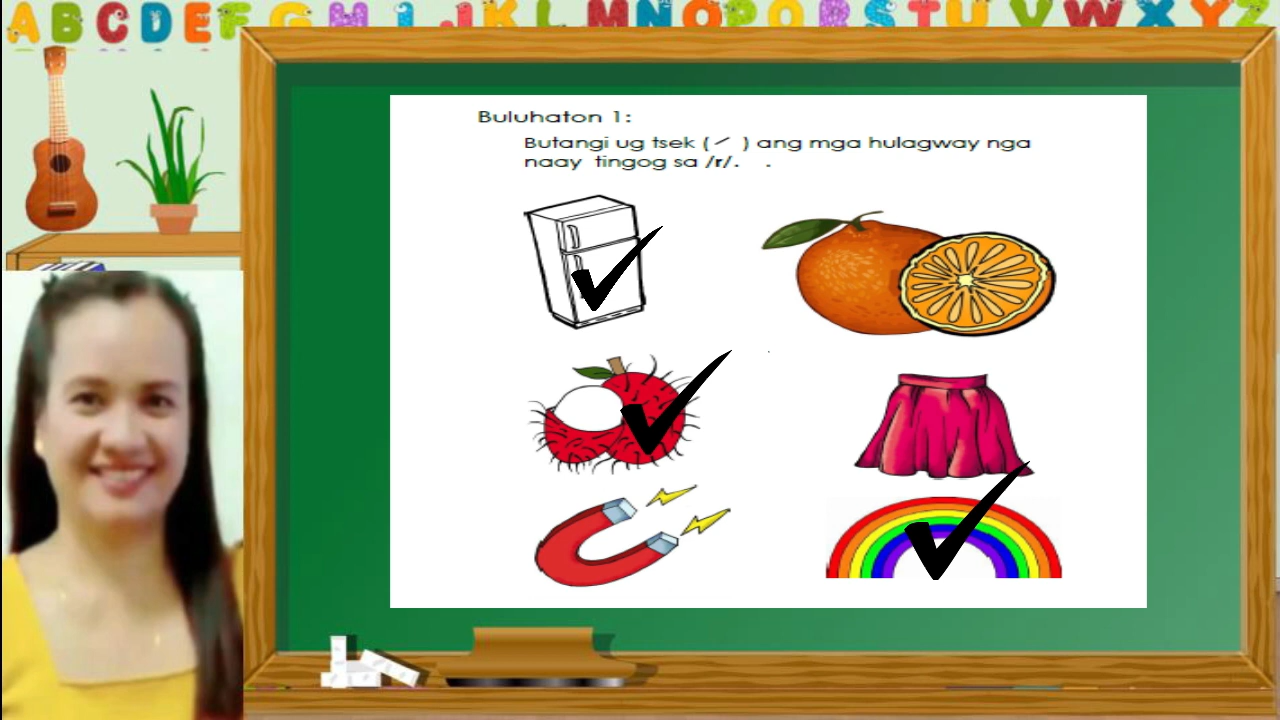 ABCDEFGHIJKLMNOPQRSTUVWXYZ
Buluhaton 1:
Butangi ug tsek ( ✓ ) ang mga hulagway nga
naay tingog sa /r/. .